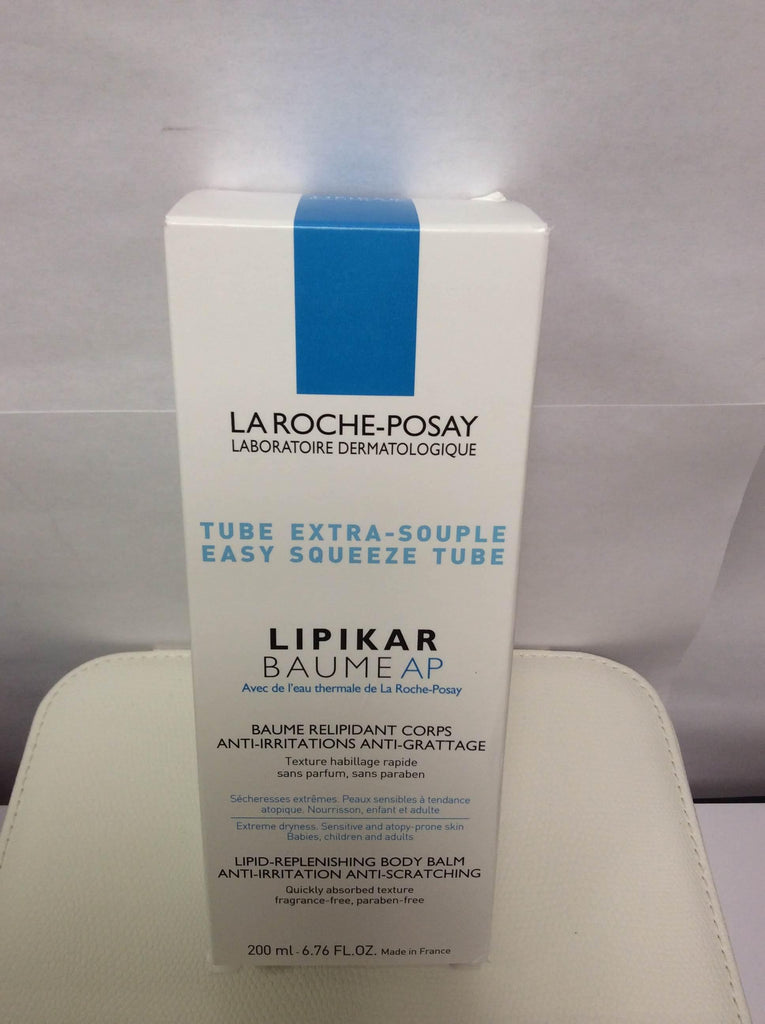 LA ROCHE-POSAY
LABORATOIRE DERMATOLOGIQUE
TUBE EXTRA-SOUPLE
EASY SQUEEZE TUBE
LIPIKAR
BAUME AP
Avec de l'eau thermale de La Roche-Posay
BAUME RELIPIDANT CORPS
ANTI-IRRITATIONS ANTI-GRATTAGE
Texture habillage rapide
sans parfum, sans paraben
Sécheresses extrêmes. Peaux sensibles à tendance
atopique. Nourrisson, enfant et adulte
Extreme dryness. Sensitive and atopy-prone skin
Babies, children and adults
LIPID-REPLENISHING BODY BALM
ANTI-IRRITATION ANTI-SCRATCHING
Quickly absorbed texture
fragrance-free, paraben-free
200 ml - 6.76 FL.OZ. Made in France